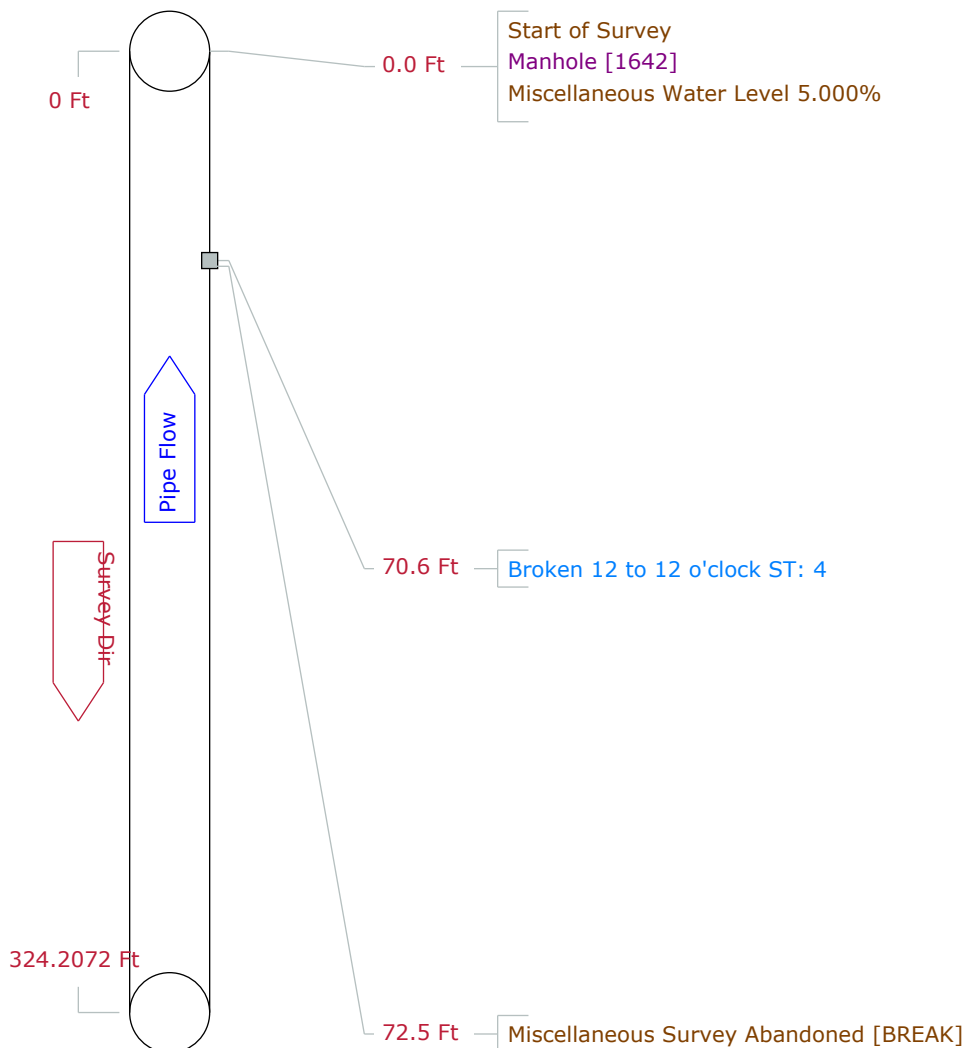 Start of Survey
0.0 Ft
Manhole [1642]
0 Ft
Miscellaneous Water Level 5.000%
Pipe Flow
Survey Dir
70.6 Ft
Broken 12 to 12 o'clock ST: 4
324.2072 Ft
72.5 Ft
Miscellaneous Survey Abandoned [BREAK]